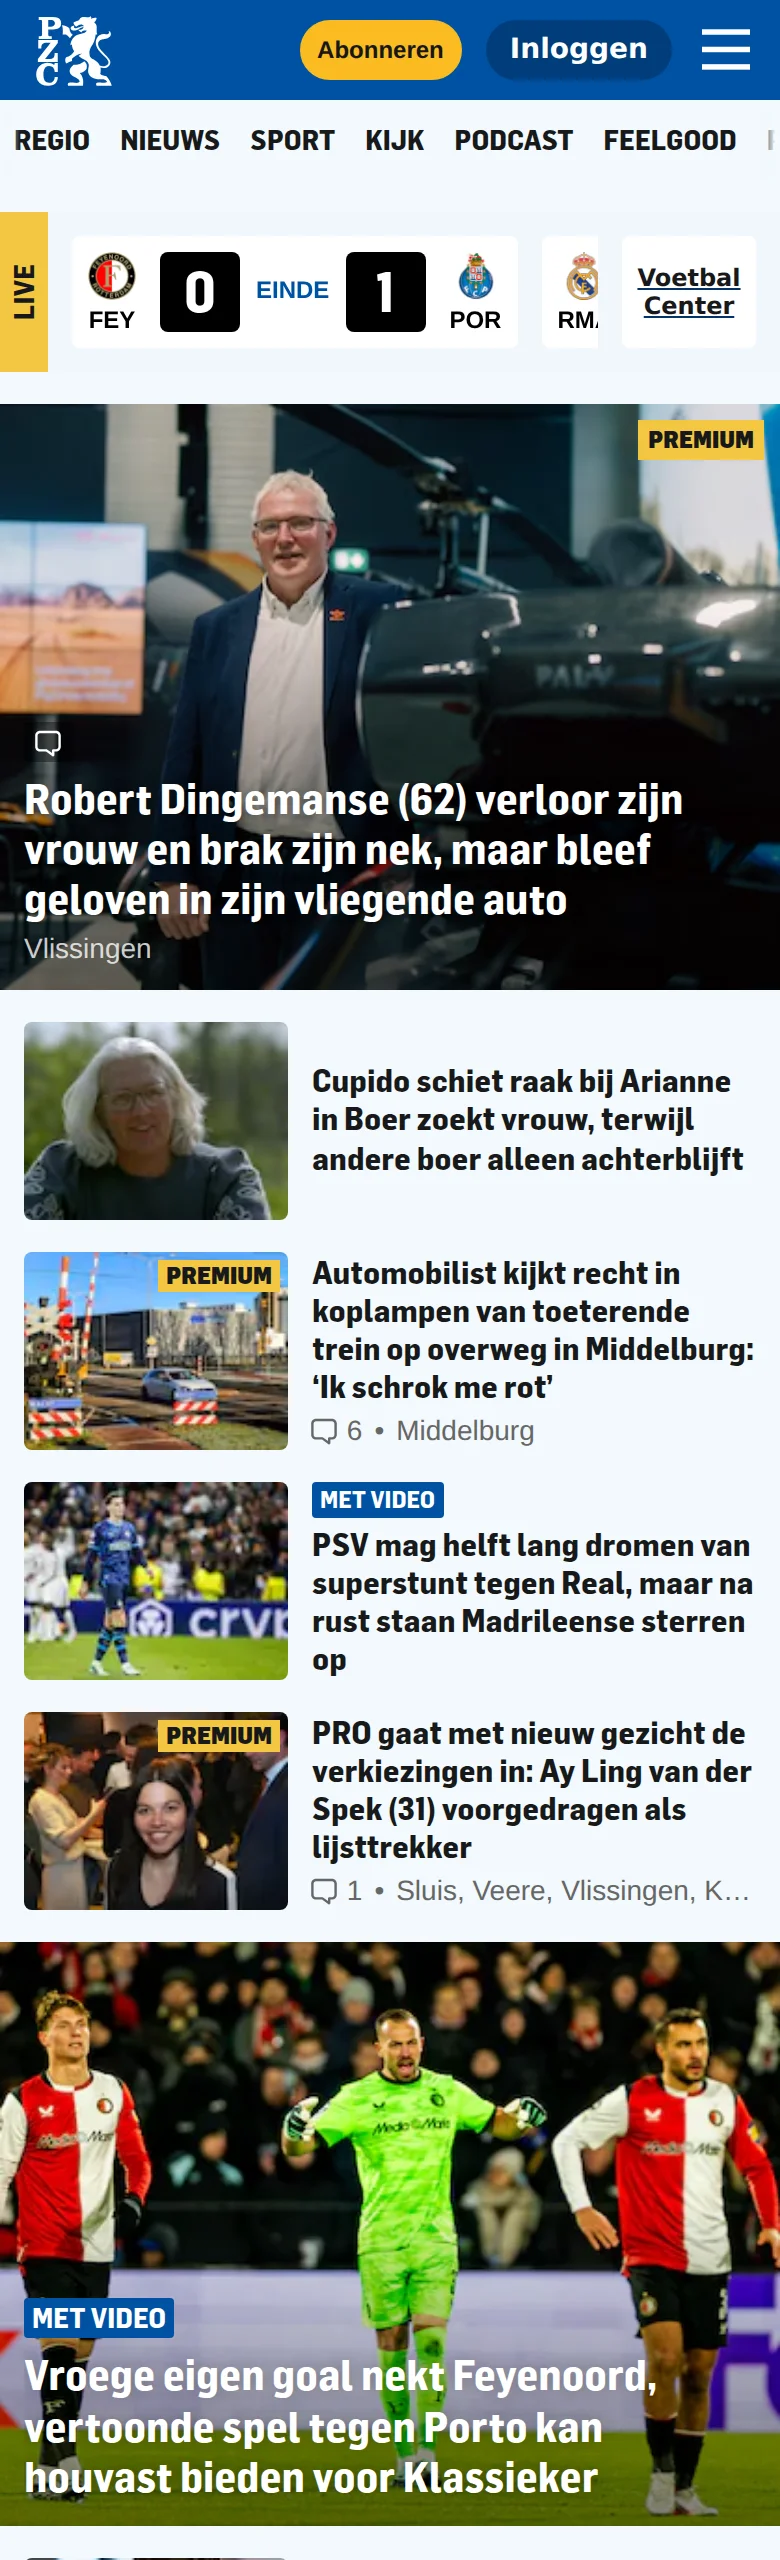 PZC
Abonneren
Inloggen
REGIO NIEUWS SPORT KIJK PODCAST FEELGOOD
LIVE
FEY
0
EINDE
1
POR
RMA
Voetbal
Center
PREMIUM
PAL-V
Robert Dingemanse (62) verloor zijn
vrouw en brak zijn nek, maar bleef
geloven in zijn vliegende auto
Vlissingen
Cupido schiet raak bij Arianne
in Boer zoekt vrouw, terwijl
andere boer alleen achterblijft
PREMIUM
Automobilist kijkt recht in
koplampen van toeterende
trein op overweg in Middelburg:
‘Ik schrok me rot’
6 • Middelburg
MET VIDEO
PSV mag helft lang dromen van
superstunt tegen Real, maar na
rust staan Madrileense sterren
op
PREMIUM
PRO gaat met nieuw gezicht de
verkiezingen in: Ay Ling van der
Spek (31) voorgedragen als
lijsttrekker
1 • Sluis, Veere, Vlissingen, K…
MET VIDEO
Vroege eigen goal nekt Feyenoord,
vertoonde spel tegen Porto kan
houvast bieden voor Klassieker